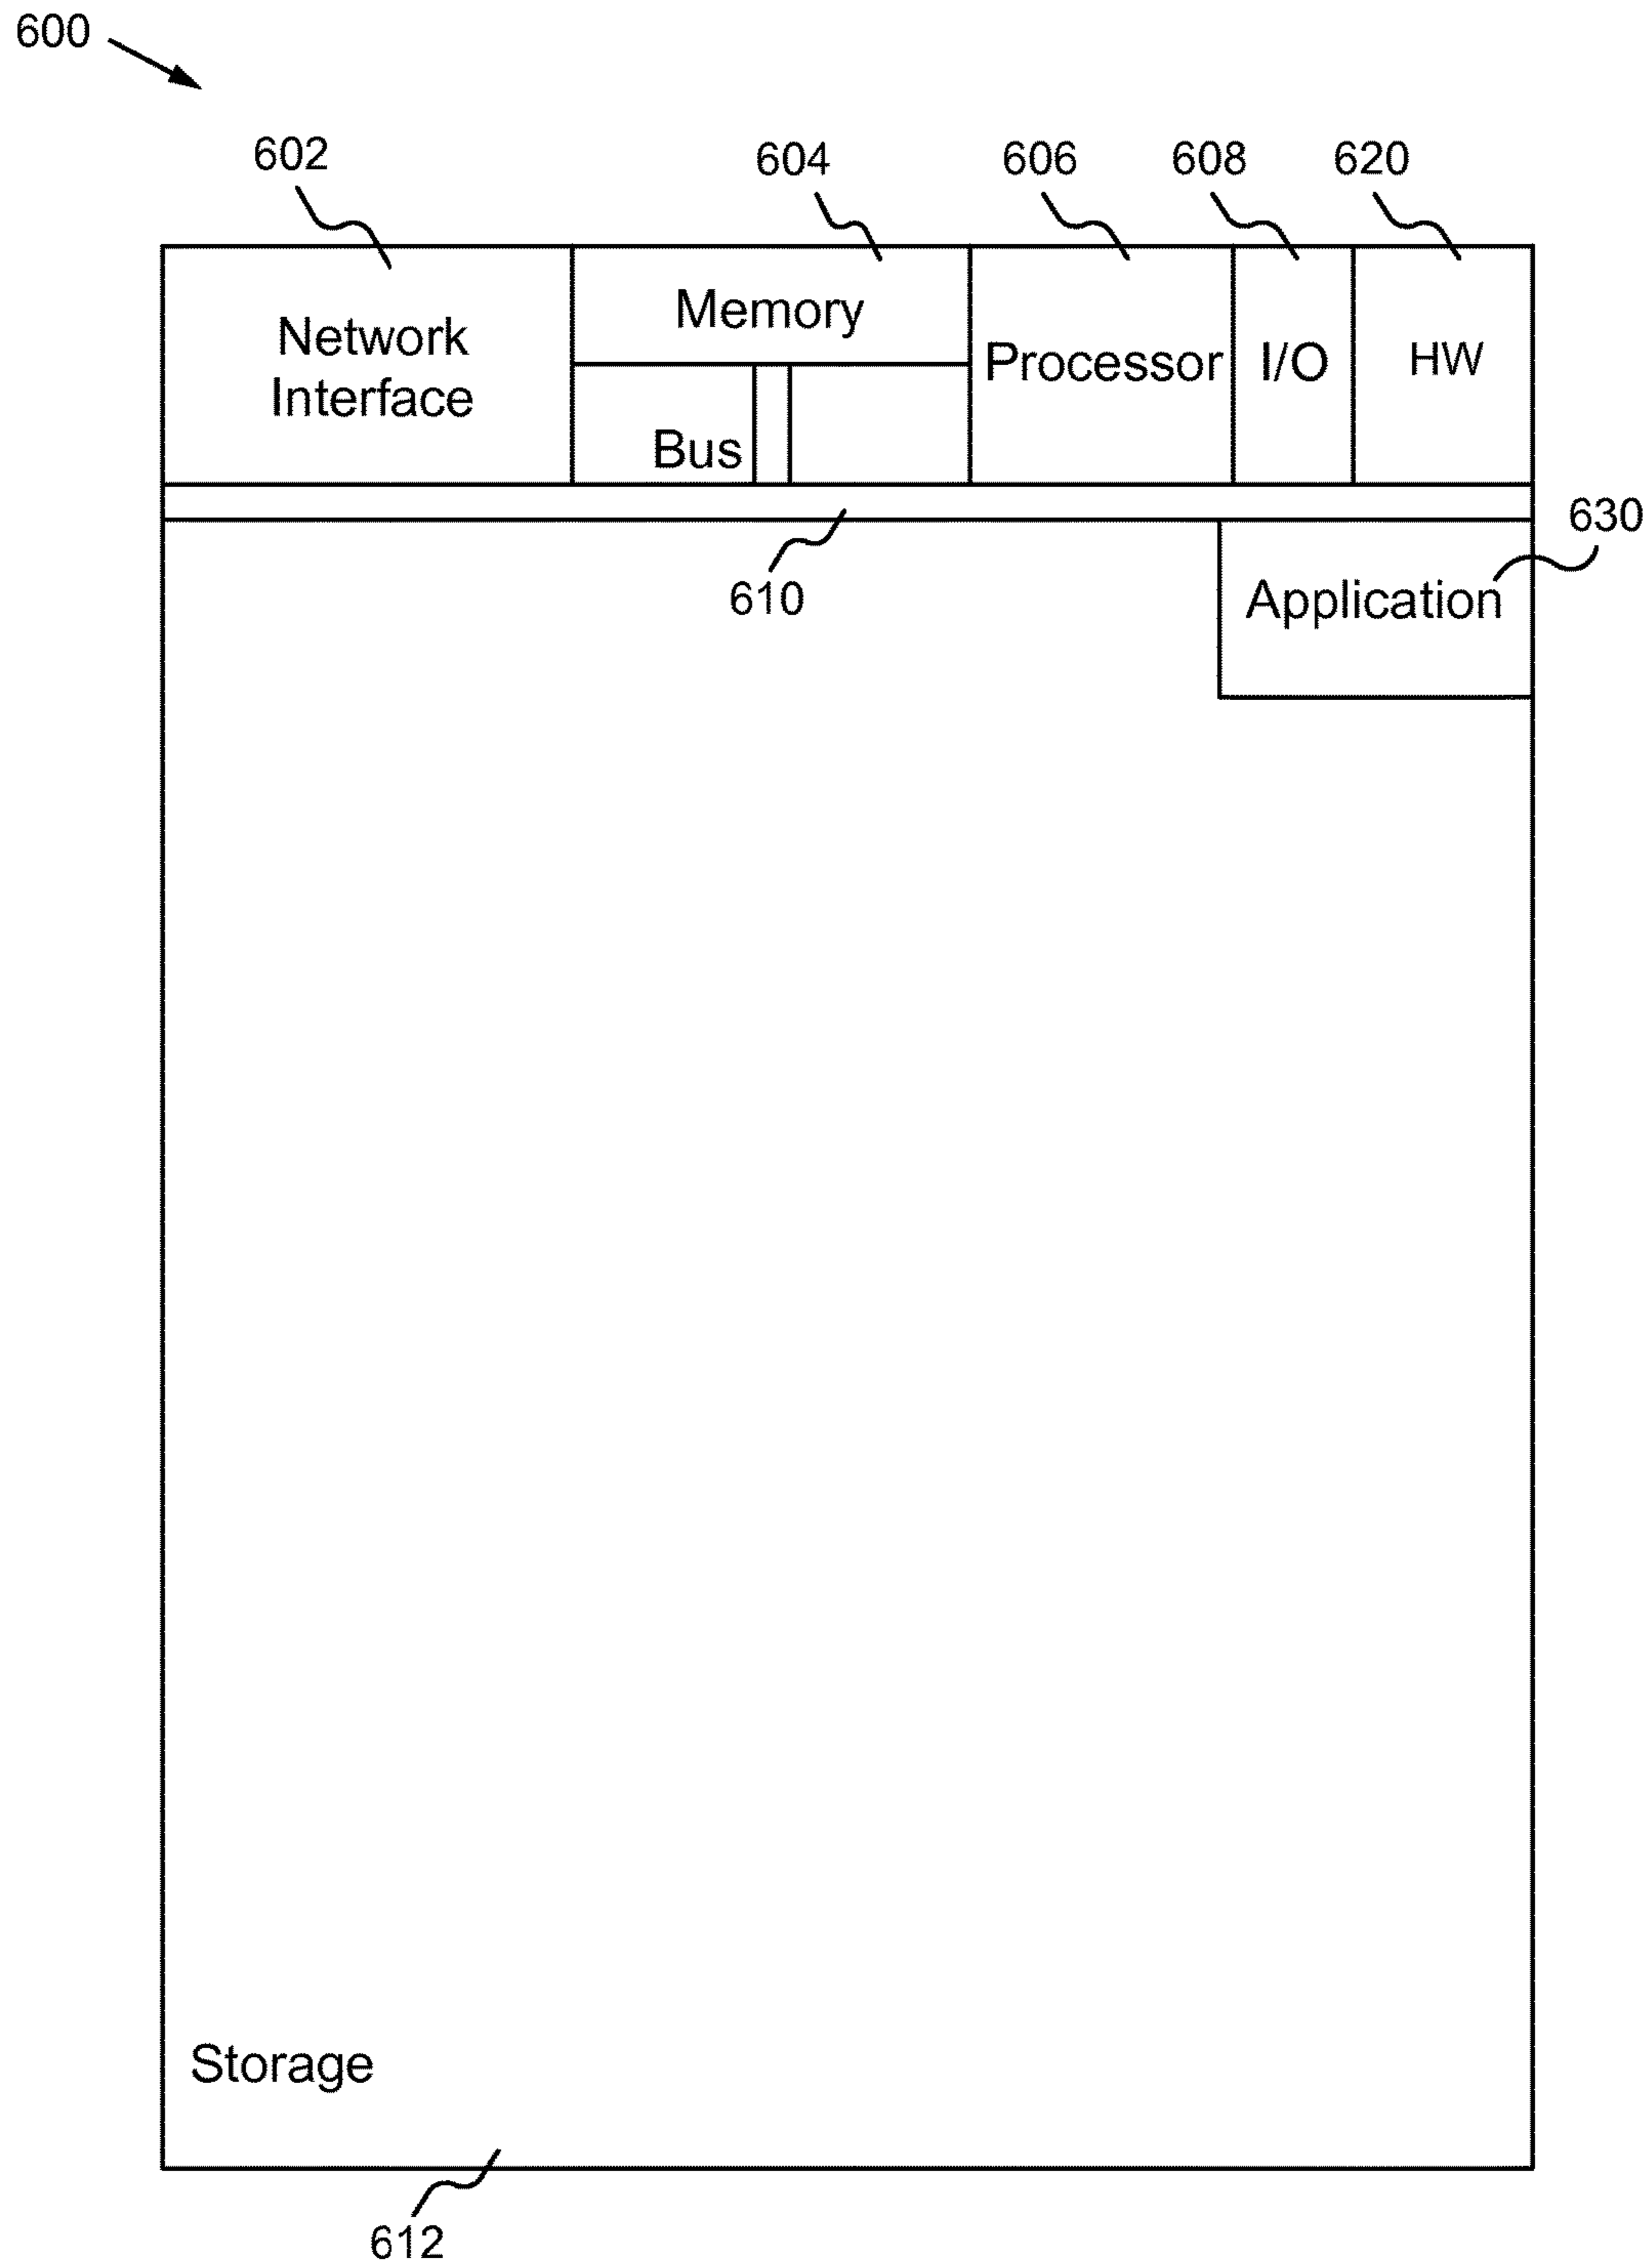 600
602
604
606
608
620
Network
Interface
Memory
Bus
Processor
I/O
HW
610
630
Application
Storage
612